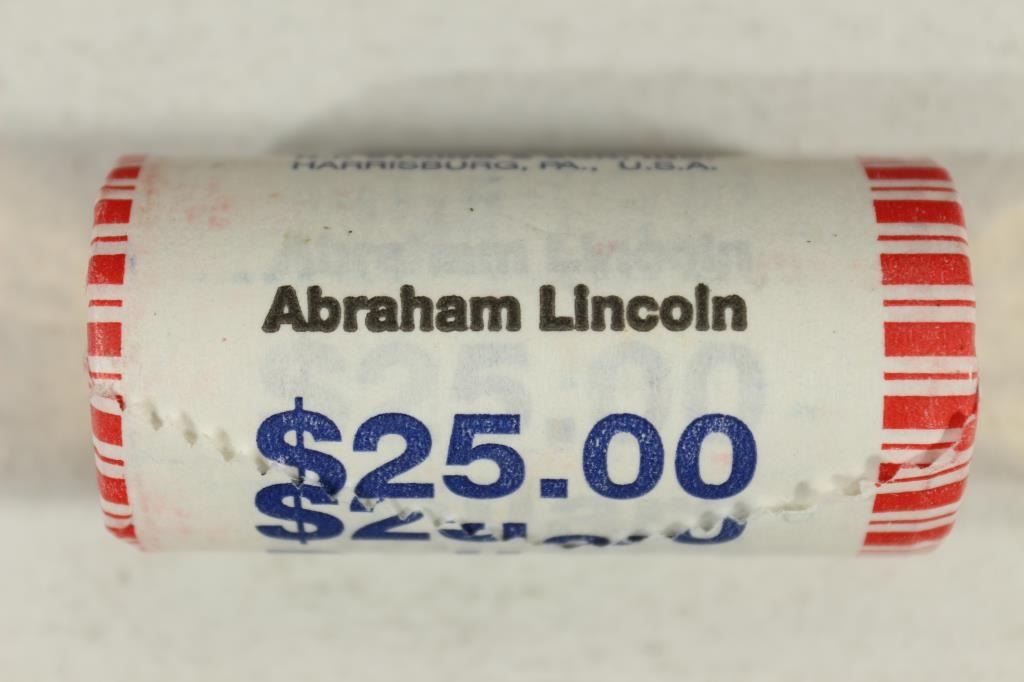 HARRISBURG, PA., U.S.A.
Abraham Lincoln
$25.00